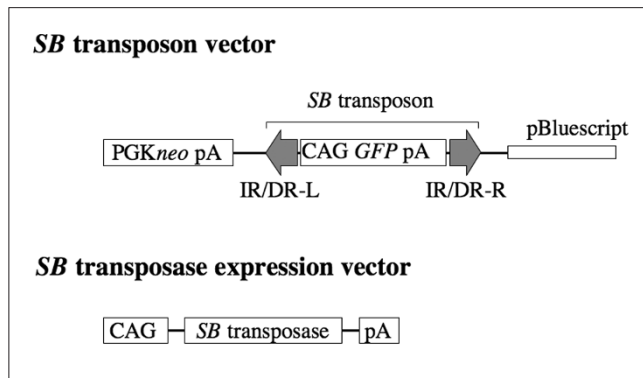 SB transposon vector
SB transposon
pBluescript
PGKneo pA
CAG GFP pA
IR/DR-L
IR/DR-R
SB transposase expression vector
CAG
SB transposase
pA